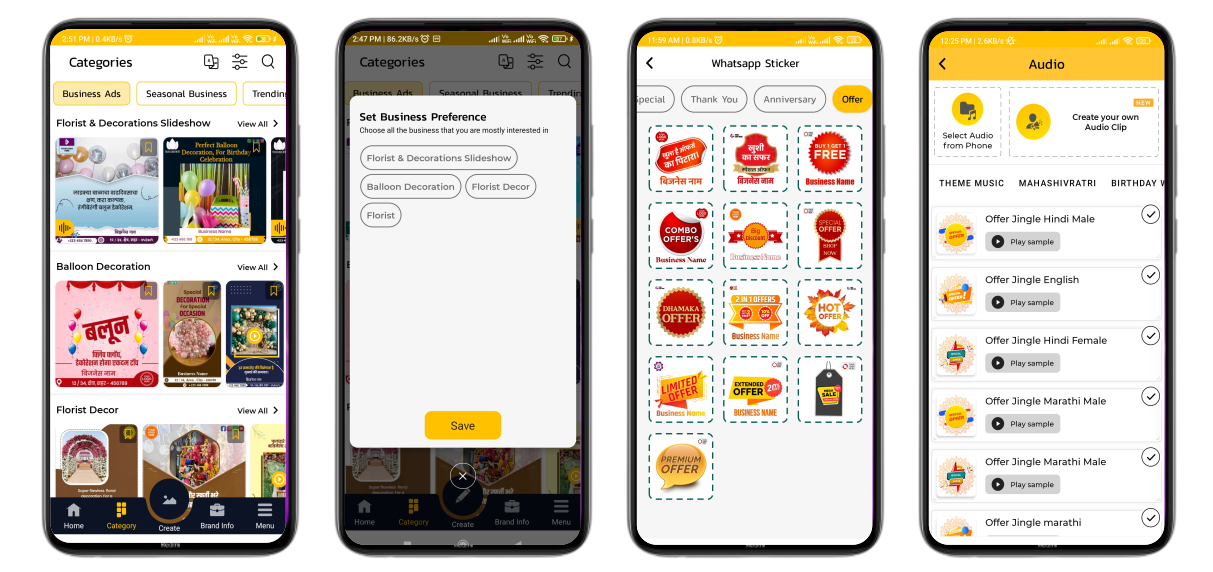 2:51 PM | 0.4KB/s
Categories
Business Ads
Seasonal Business
Trendin
Florist & Decorations Slideshow
View All >
Perfect Balloon
Decoration, For Birthday
Celebration
Business Name
Balloon Decoration
View All >
बलून
क्लिप क्लॉथ,
डेकोरेशन होगा एकदम टॉप
बिजनेस नाम
12 / 34, क्षेत्र, शहर - 456789
Special
DECORATION
For Special
OCCASION
Business Name
Florist Decor
View All >
Home
Category
Create
Brand Info
Menu
2:47 PM | 86.2KB/s
Categories
Business Ads
Seasonal Business
Trendin
Set Business Preference
Choose all the business that you are mostly interested in
Florist & Decorations Slideshow
Balloon Decoration
Florist Decor
Florist
Save
Home
Category
Create
Brand Info
Menu
11:59 AM | 0.8KB/s
Whatsapp Sticker
Special
Thank You
Anniversary
Offer
खुला है ऑफर्स
का पिटारा!
बिजनेस नाम
खुशी
का सफर
स्पेशल ऑफर
बिजनेस नाम
BUY 1 GET 1
FREE
Business Name
COMBO
OFFER'S
Business Name
Big
Discount
Business Name
SPECIAL
OFFER
SHOP
NOW
DHAMAKA
OFFER
2 IN 1 OFFERS
Business Name
HOT
OFFER
LIMITED
OFFER
Business Name
EXTENDED
OFFER
BUSINESS NAME
MEGA
SALE
PREMIUM
OFFER
12:25 PM | 2.6KB/s
Audio
Select Audio
from Phone
NEW
Create your own
Audio Clip
THEME MUSIC
MAHASHIVRATRI
BIRTHDAY W
Offer Jingle Hindi Male
Play sample
Offer Jingle English
Play sample
Offer Jingle Hindi Female
Play sample
Offer Jingle Marathi Male
Play sample
Offer Jingle Marathi Male
Play sample
Offer Jingle marathi